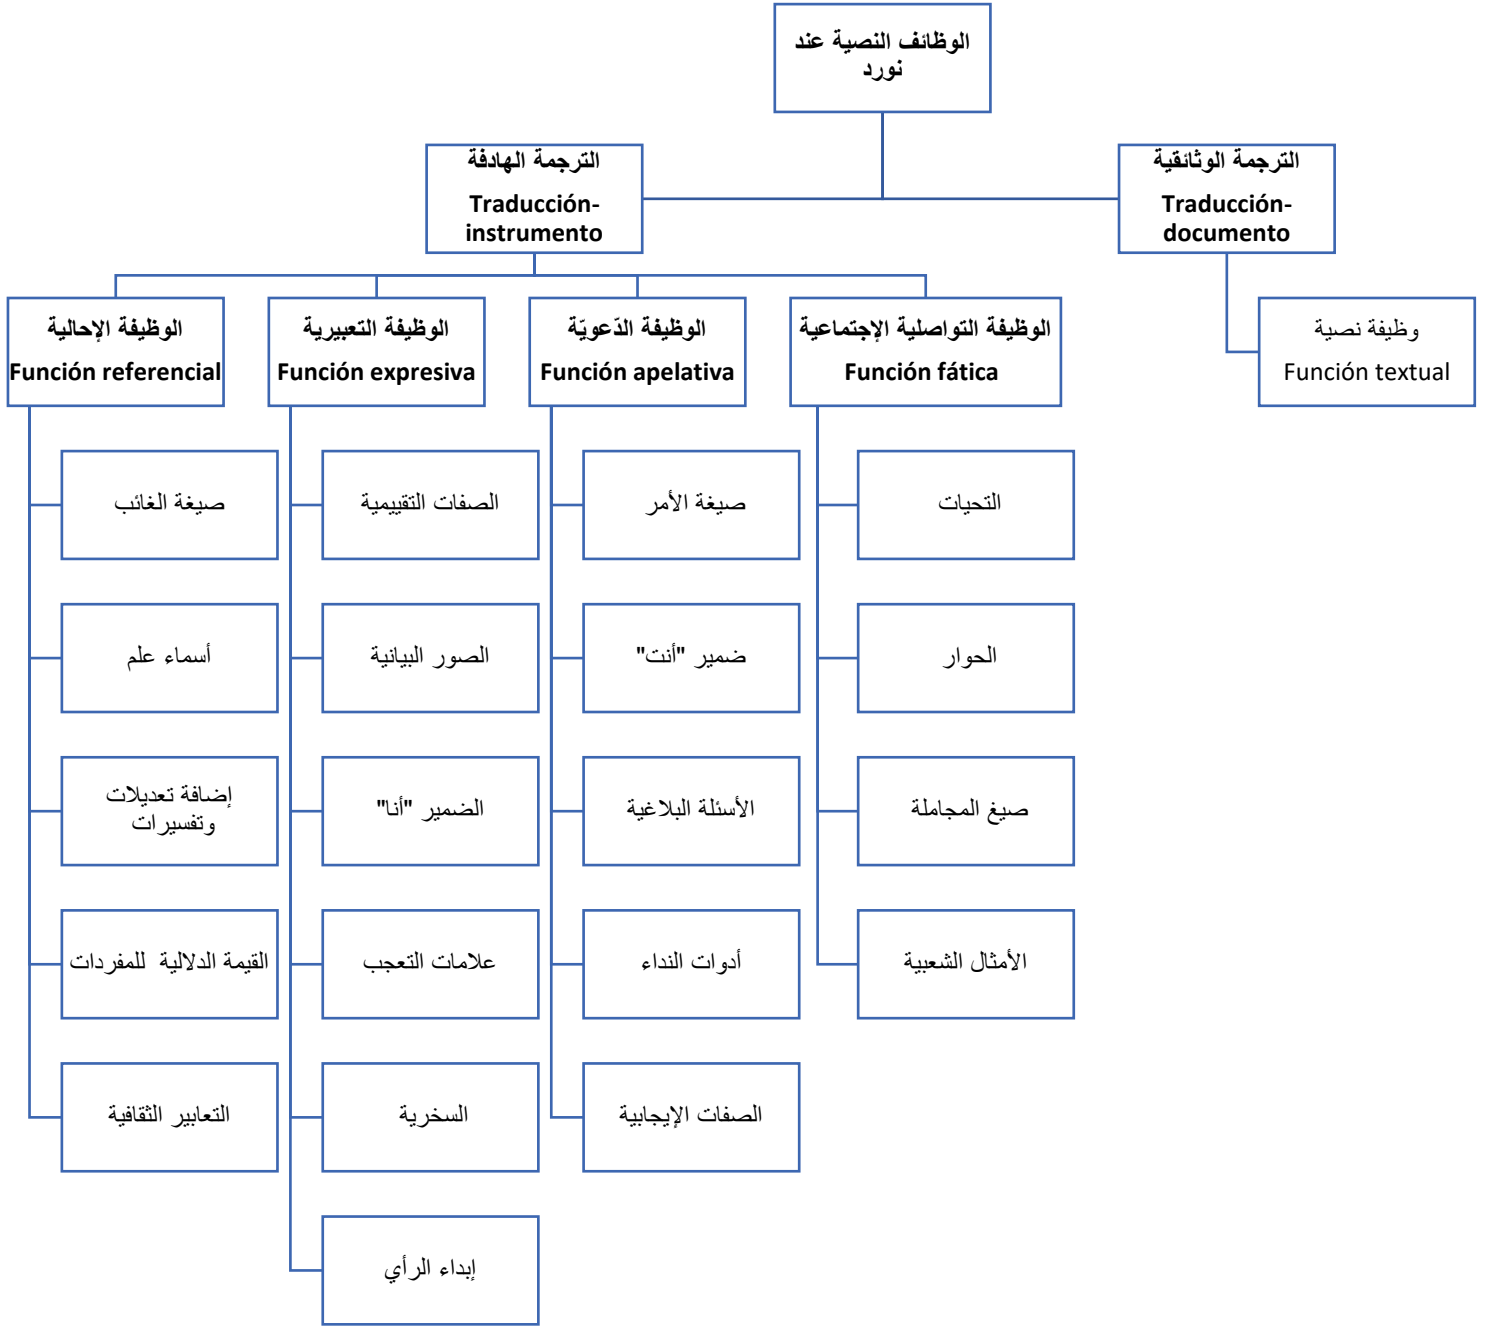 الوظائف النصية عند
نورد
الترجمة الوثائقية
Traducción-
documento
الترجمة الهادفة
Traducción-
instrumento
وظيفة نصية
Función textual
الوظيفة التواصلية الإجتماعية
Función fática
التحيات
الحوار
صيغ المجاملة
الأمثال الشعبية
الوظيفة الدّعويّة
Función apelativa
صيغة الأمر
ضمير "أنت"
الأسئلة البلاغية
أدوات النداء
الصفات الإيجابية
الوظيفة التعبيرية
Función expresiva
الصفات التقييمية
الصور البيانية
الضمير "أنا"
علامات التعجب
السخرية
إبداء الرأي
الوظيفة الإحالية
Función referencial
صيغة الغائب
أسماء علم
إضافة تعديلات
وتفسيرات
القيمة الدلالية للمفردات
التعابير الثقافية